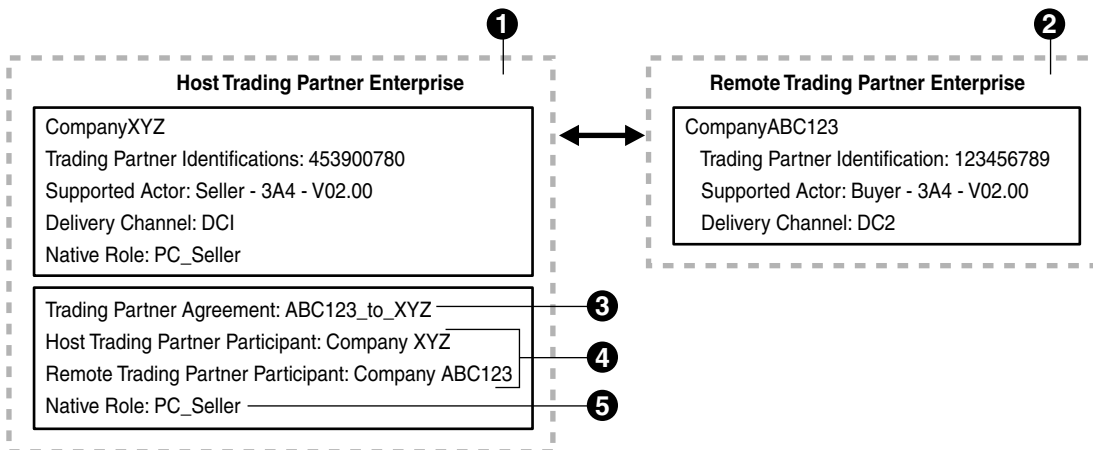 1
2
Host Trading Partner Enterprise
CompanyXYZ
Trading Partner Identifications: 453900780
Supported Actor: Seller - 3A4 - V02.00
Delivery Channel: DCI
Native Role: PC_Seller
Remote Trading Partner Enterprise
CompanyABC123
Trading Partner Identification: 123456789
Supported Actor: Buyer - 3A4 - V02.00
Delivery Channel: DC2
Trading Partner Agreement: ABC123_to_XYZ
3
Host Trading Partner Participant: Company XYZ
4
Remote Trading Partner Participant: Company ABC123
Native Role: PC_Seller
5